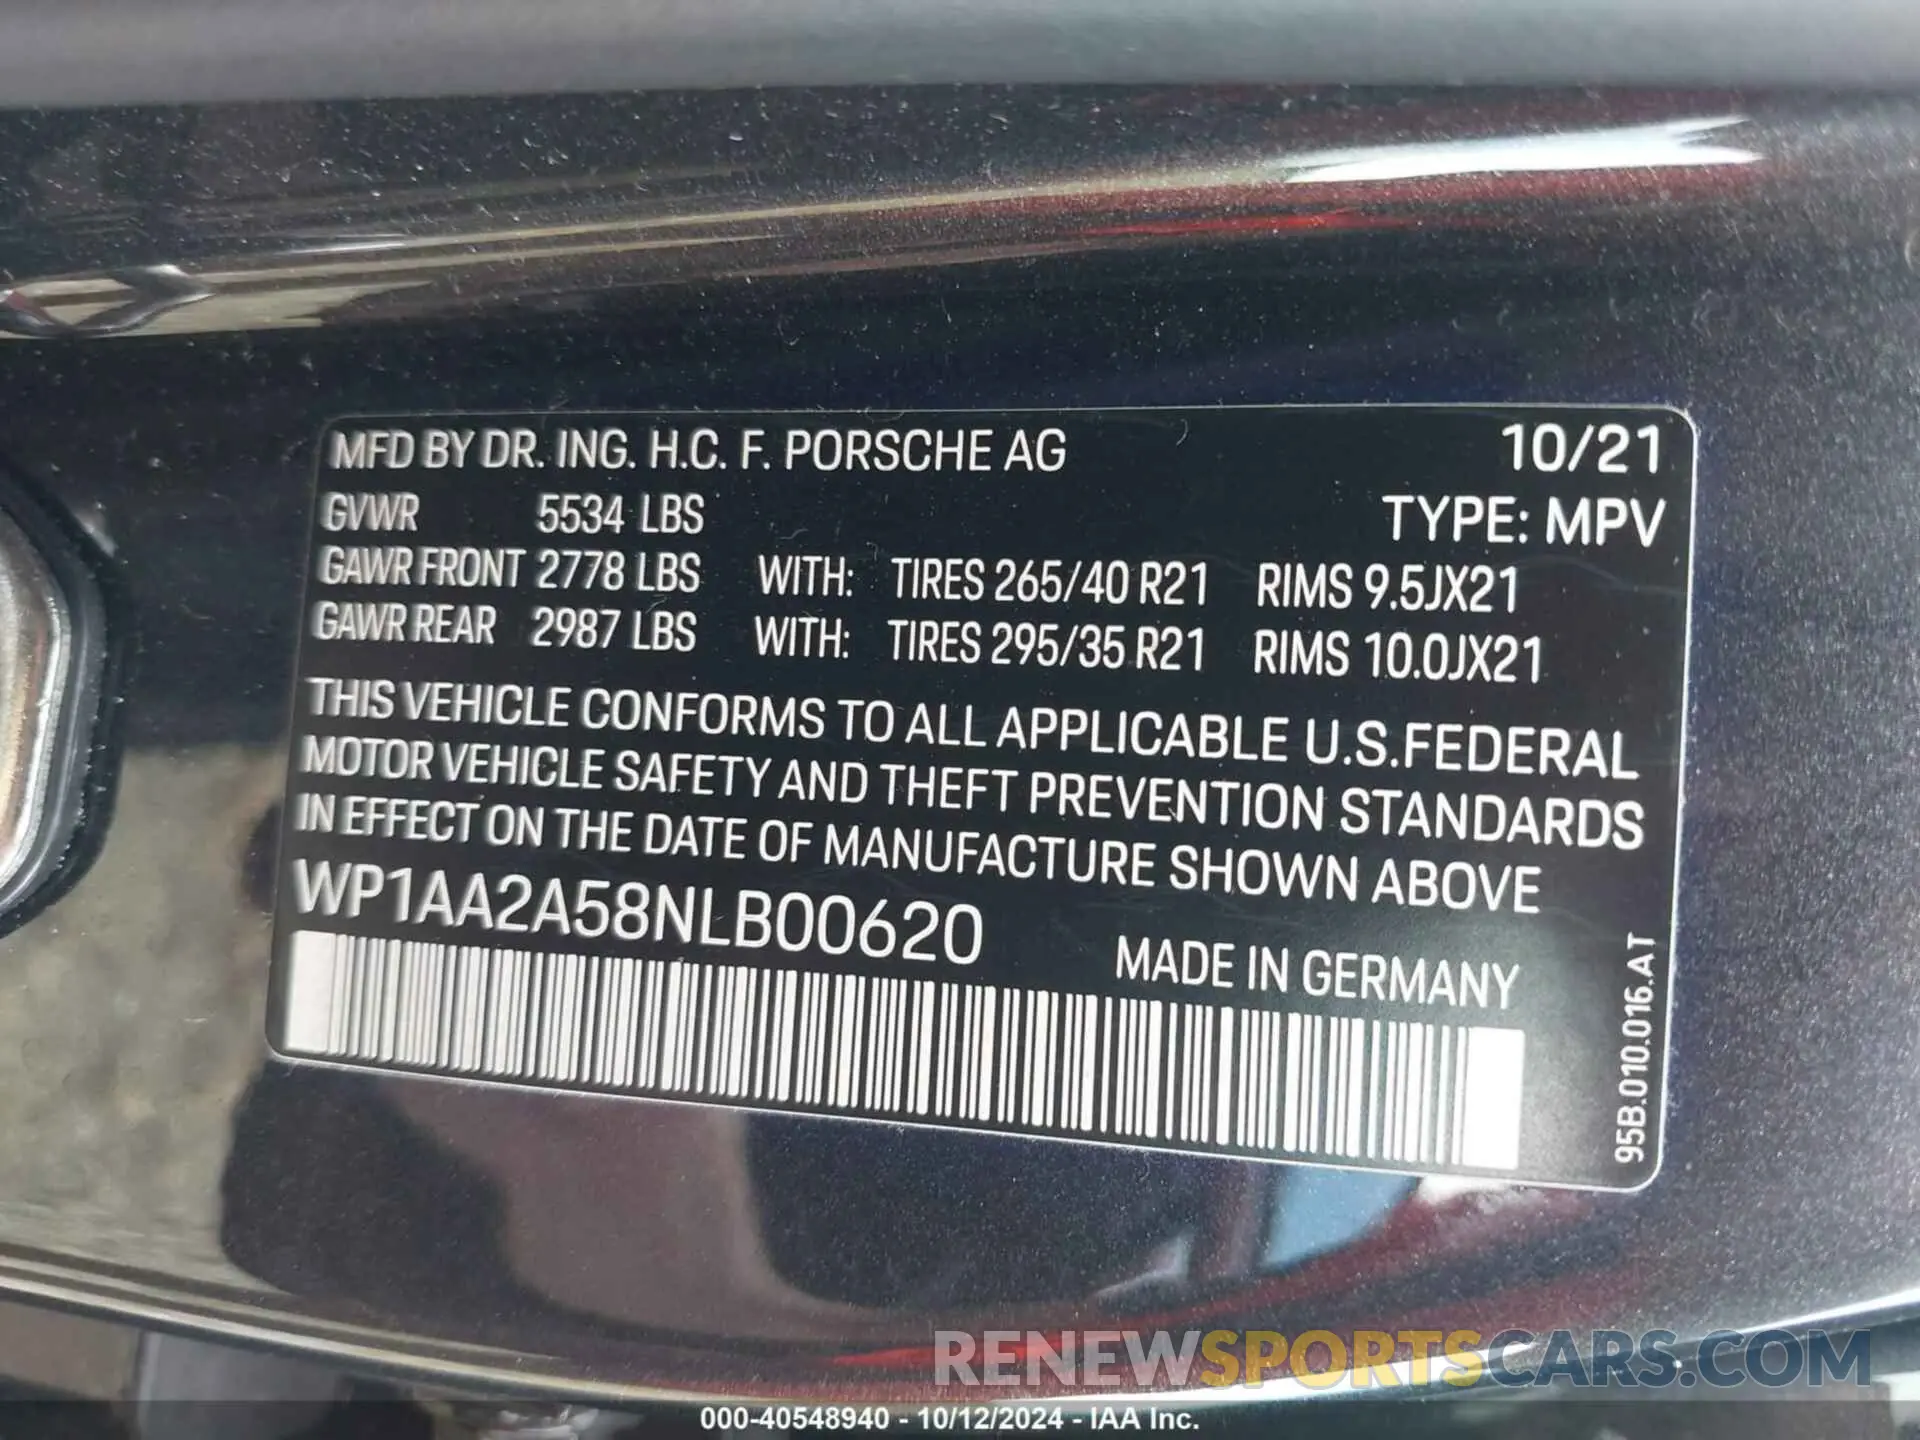 MFD BY DR. ING. H.C. F. PORSCHE AG 10/21
GVWR 5534 LBS TYPE: MPV
GAWR FRONT 2778 LBS WITH: TIRES 265/40 R21 RIMS 9.5JX21
GAWR REAR 2987 LBS WITH: TIRES 295/35 R21 RIMS 10.0JX21
THIS VEHICLE CONFORMS TO ALL APPLICABLE U.S.FEDERAL
MOTOR VEHICLE SAFETY AND THEFT PREVENTION STANDARDS
IN EFFECT ON THE DATE OF MANUFACTURE SHOWN ABOVE
WP1AA2A58NLB00620
MADE IN GERMANY
95B.010.016.AT
RENEWSPORTSCARS.COM
000-40548940 - 10/12/2024 - IAA Inc.